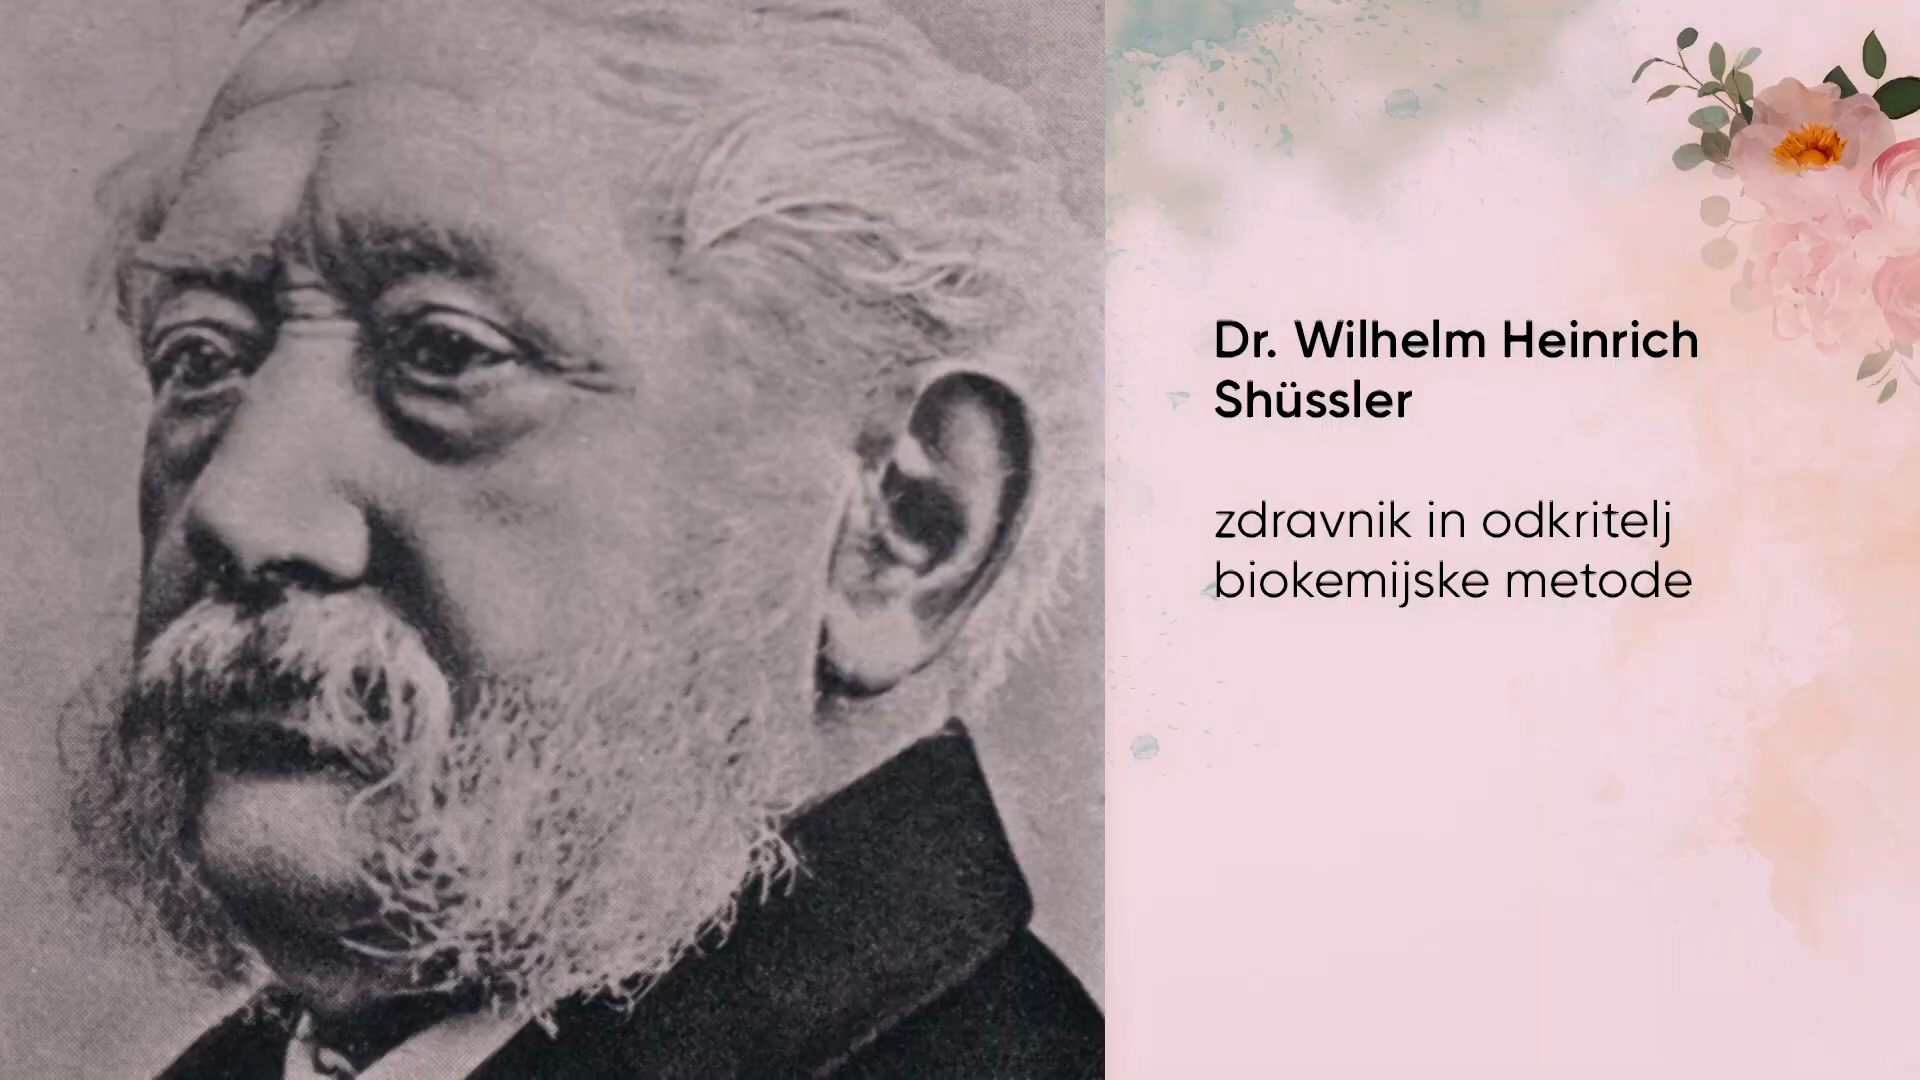 Dr. Wilhelm Heinrich
Shüssler
zdravnik in odkritelj
biokemijske metode